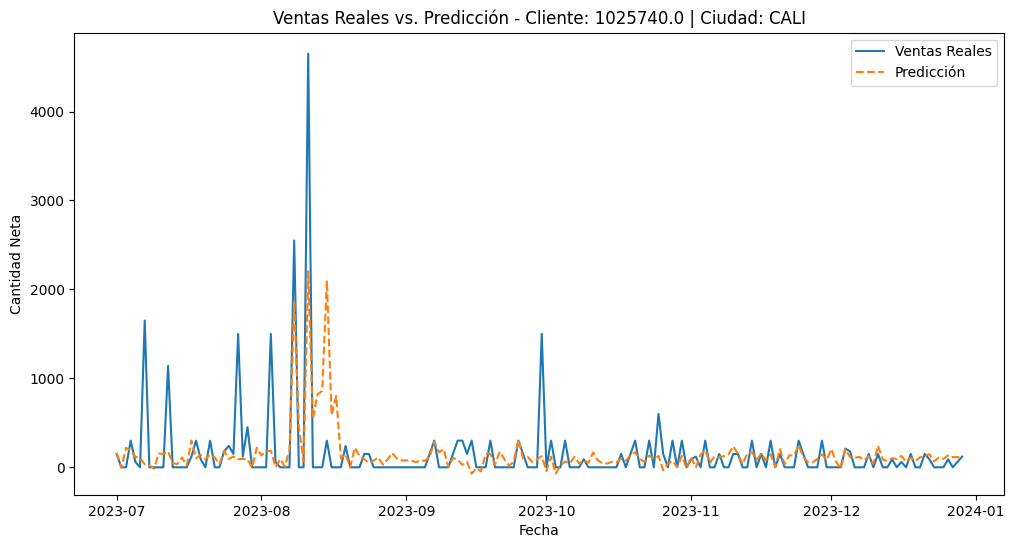 Ventas Reales vs. Predicción - Cliente: 1025740.0 | Ciudad: CALI
Ventas Reales
Predicción
Cantidad Neta
4000
3000
2000
1000
0
2023-07
2023-08
2023-09
2023-10
2023-11
2023-12
2024-01
Fecha